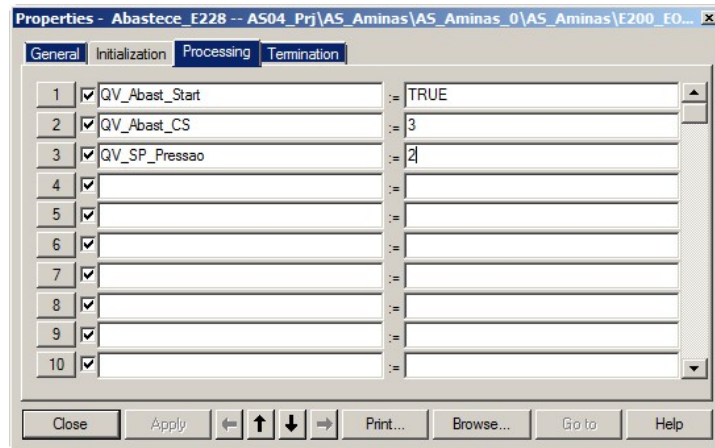 Properties - Abastece_E228 -- AS04_Prj\AS_Aminas\AS_Aminas_0\AS_Aminas\E200_EO...
General Initialization Processing Termination
1 QV_Abast_Start := TRUE
2 QV_Abast_CS := 3
3 QV_SP_Pressao := 2
4 :=
5 :=
6 :=
7 :=
8 :=
9 :=
10 :=
Close Apply Print... Browse... Go to Help